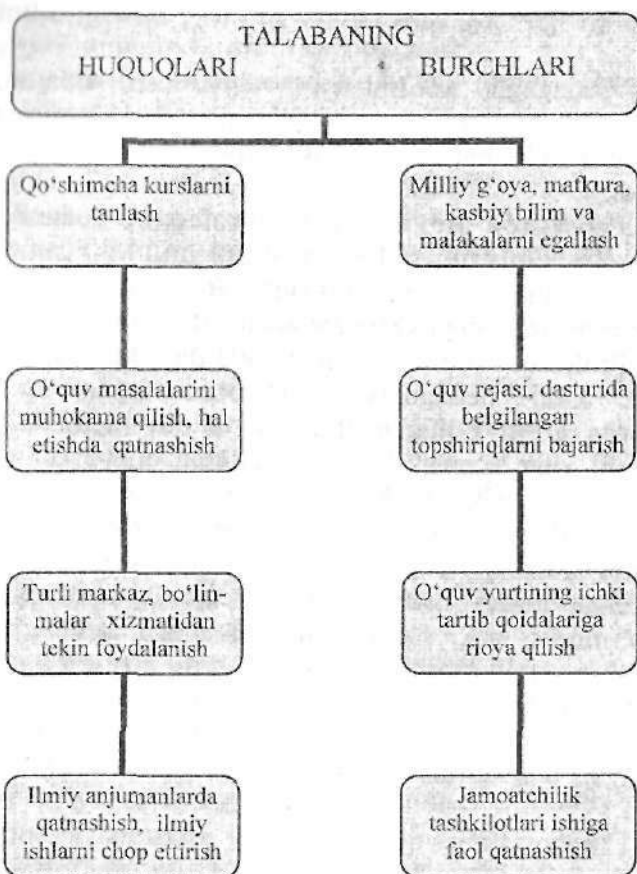 TALABANING
HUQUQLARI BURCHLARI
Qo‘shimcha kurslarni
tanlash
O‘quv masalalarini
muhokama qilish, hal
etishda qatnashish
Turli markaz, bo‘lin-
malar xizmatidan
tekin foydalanish
Ilmiy anjumanlarda
qatnashish, ilmiy
ishlarni chop ettirish
Milliy g‘oya, mafkura,
kasbiy bilim va
malakalarni egallash
O‘quv rejasi, dasturida
belgilangan
topshiriqlarni bajarish
O‘quv yurtining ichki
tartib qoidalariga
rioya qilish
Jamoatchilik
tashkilotlari ishiga
faol qatnashish